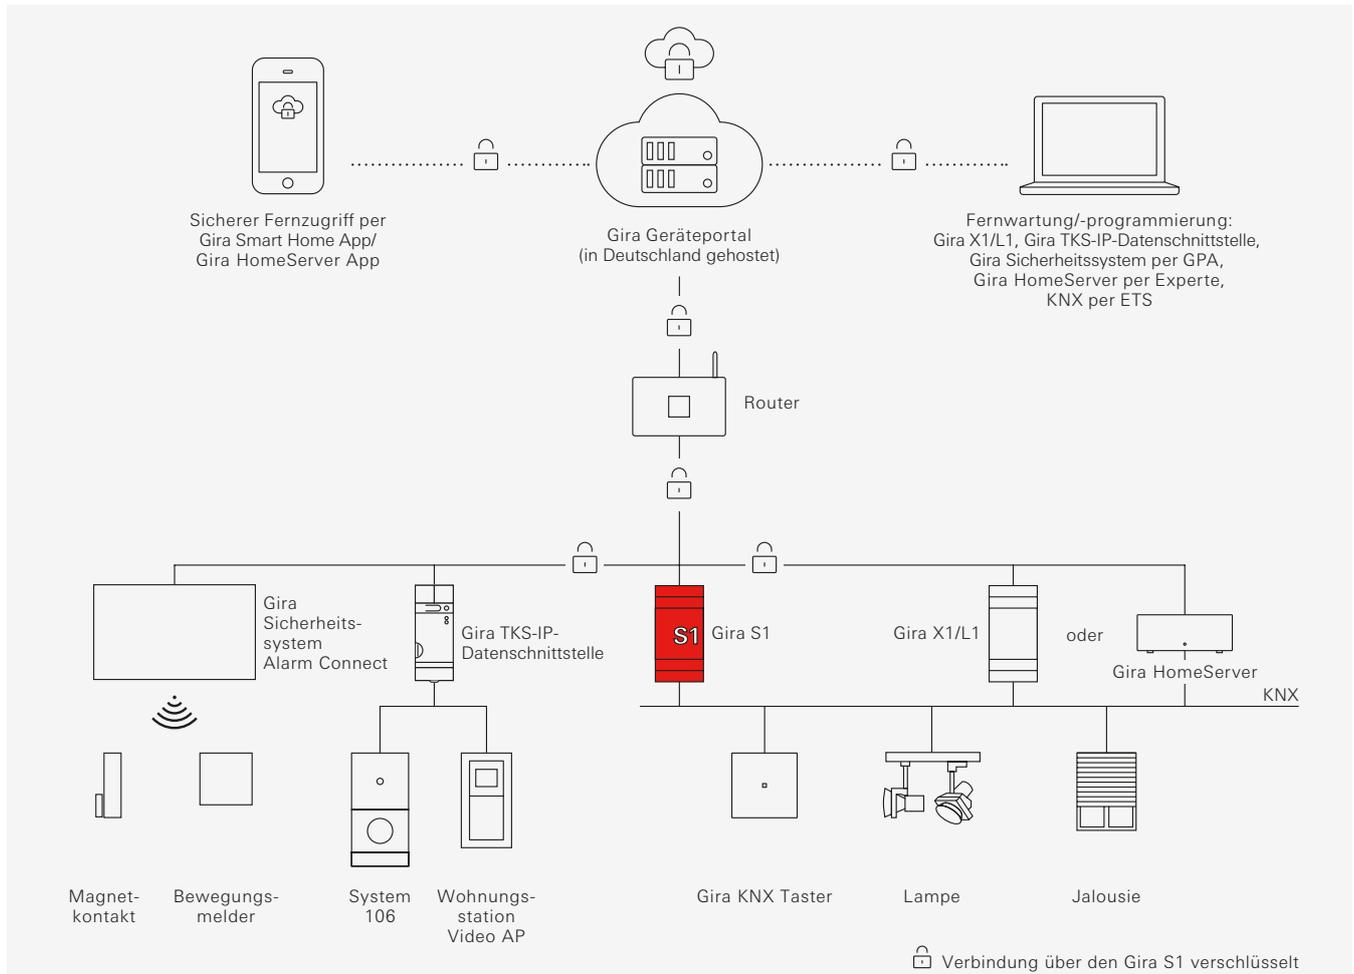 Sicherer Fernzugriff per
Gira Smart Home App/
Gira HomeServer App
Gira Geräteportal
(in Deutschland gehostet)
Fernwartung/-programmierung:
Gira X1/L1, Gira TKS-IP-Datenschnittstelle,
Gira Sicherheitssystem per GPA,
Gira HomeServer per Experte,
KNX per ETS
Router
Gira
Sicherheits-
system
Alarm Connect
Gira TKS-IP-
Datenschnittstelle
S1
Gira S1
Gira X1/L1
oder
Gira HomeServer
KNX
Magnet-
kontakt
Bewegungs-
melder
System
106
Wohnungs-
station
Video AP
Gira KNX Taster
Lampe
Jalousie
Verbindung über den Gira S1 verschlüsselt